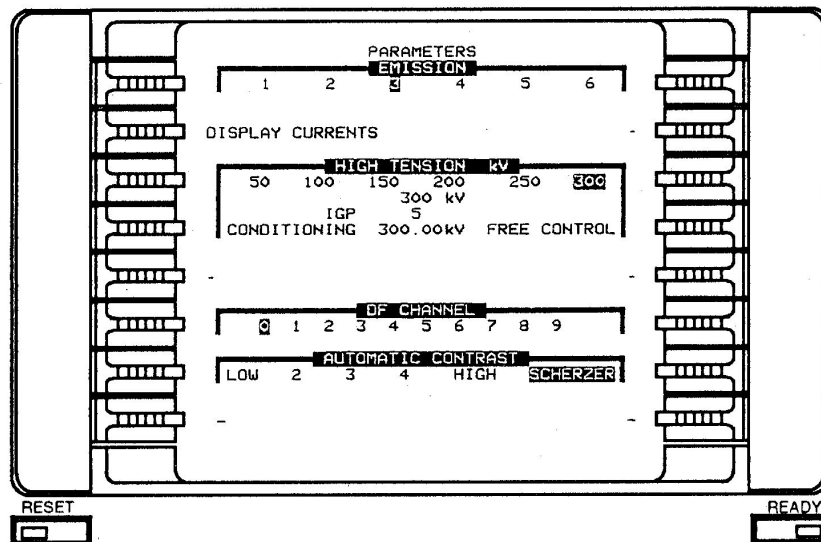 PARAMETERS
EMISSION
1 2 3 4 5 6
DISPLAY CURRENTS -
HIGH TENSION kV
50 100 150 200 250 300
300 kV
IGP 5
CONDITIONING 300.00kV FREE CONTROL
- -
DF CHANNEL
0 1 2 3 4 5 6 7 8 9
AUTOMATIC CONTRAST
LOW 2 3 4 HIGH SCHERZER
- -
RESET
READY